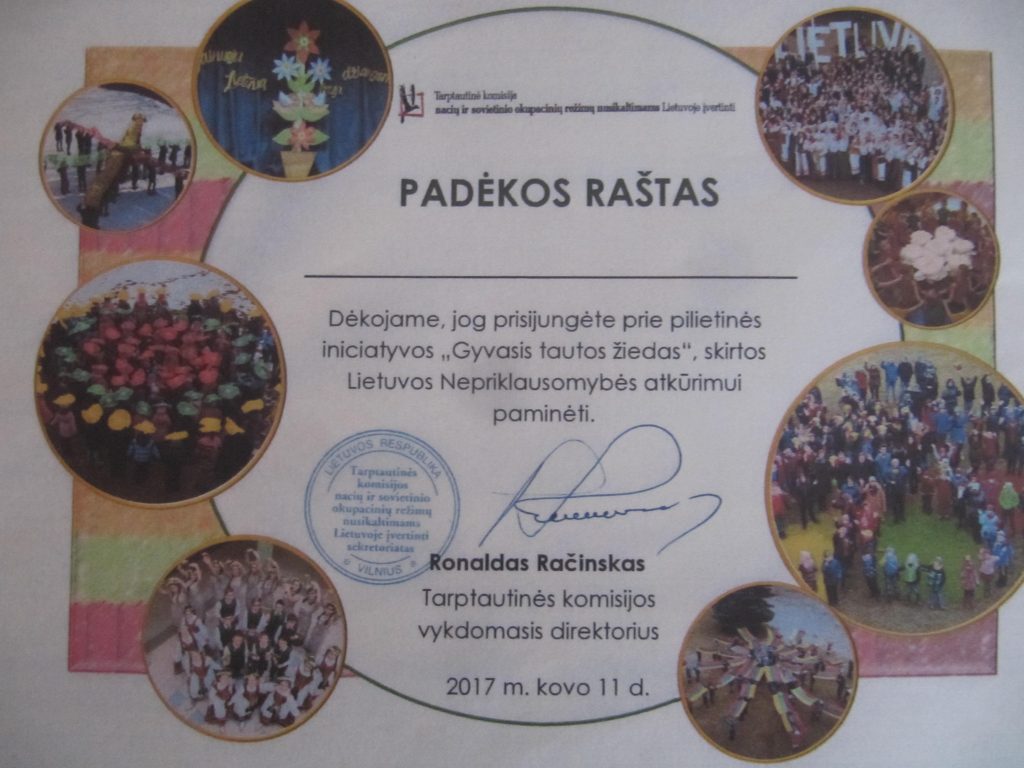 Lietuva
LIETUVA
Tarptautinė komisija
nacių ir sovietinio okupacinių režimų nusikaltimams Lietuvoje įvertinti
PADĖKOS RAŠTAS
Dėkojame, jog prisijungėte prie pilietinės
iniciatyvos „Gyvasis tautos žiedas“, skirtos
Lietuvos Nepriklausomybės atkūrimui
paminėti.
LIETUVOS RESPUBLIKA
Tarptautinės
komisijos
nacių ir sovietinio
okupacinių režimų
nusikaltimams
Lietuvoje įvertinti
sekretoriatas
VILNIUS
Ronaldas Račinskas
Tarptautinės komisijos
vykdomasis direktorius
2017 m. kovo 11 d.